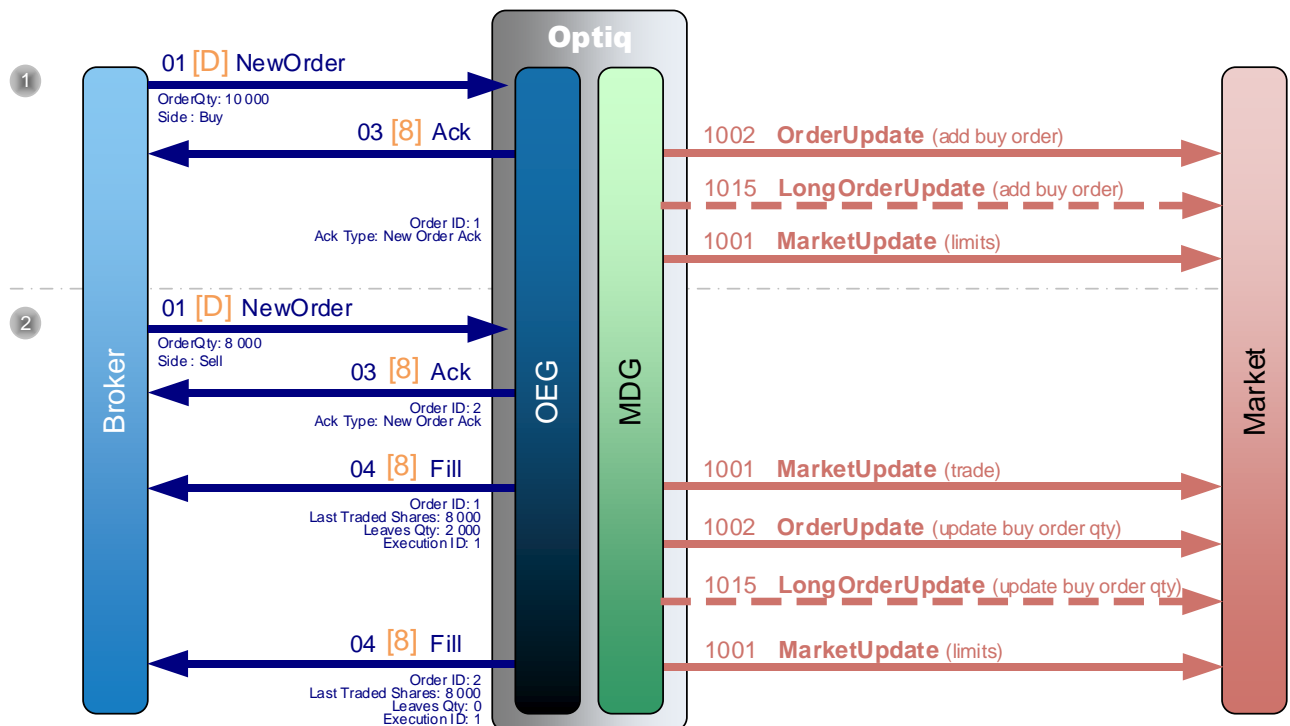 Optiq
1
01 [D] NewOrder
OrderQty: 10 000
Side : Buy
03 [8] Ack
1002 OrderUpdate (add buy order)
1015 LongOrderUpdate (add buy order)
Order ID: 1
Ack Type: New Order Ack
1001 MarketUpdate (limits)
2
01 [D] NewOrder
OrderQty: 8 000
Side : Sell
03 [8] Ack
Order ID: 2
Ack Type: New Order Ack
Broker
OEG
MDG
Market
04 [8] Fill
1001 MarketUpdate (trade)
Order ID: 1
Last Traded Shares: 8 000
Leaves Qty: 2 000
Execution ID: 1
1002 OrderUpdate (update buy order qty)
1015 LongOrderUpdate (update buy order qty)
04 [8] Fill
1001 MarketUpdate (limits)
Order ID: 2
Last Traded Shares: 8 000
Leaves Qty: 0
Execution ID: 1